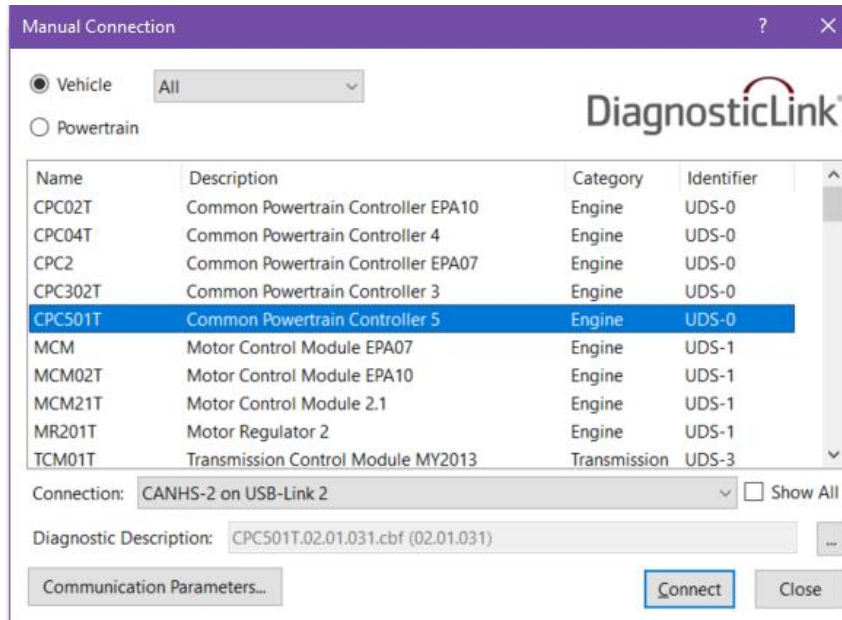 Manual Connection ?
Vehicle All
Powertrain
DiagnosticLink
Name Description Category Identifier
CPC02T Common Powertrain Controller EPA10 Engine UDS-0
CPC04T Common Powertrain Controller 4 Engine UDS-0
CPC2 Common Powertrain Controller EPA07 Engine UDS-0
CPC302T Common Powertrain Controller 3 Engine UDS-0
CPC501T Common Powertrain Controller 5 Engine UDS-0
MCM Motor Control Module EPA07 Engine UDS-1
MCM02T Motor Control Module EPA10 Engine UDS-1
MCM21T Motor Control Module 2.1 Engine UDS-1
MR201T Motor Regulator 2 Engine UDS-1
TCM01T Transmission Control Module MY2013 Transmission UDS-3
Connection: CANHS-2 on USB-Link 2 Show All
Diagnostic Description: CPC501T.02.01.031.cbf (02.01.031) ...
Communication Parameters... Connect Close